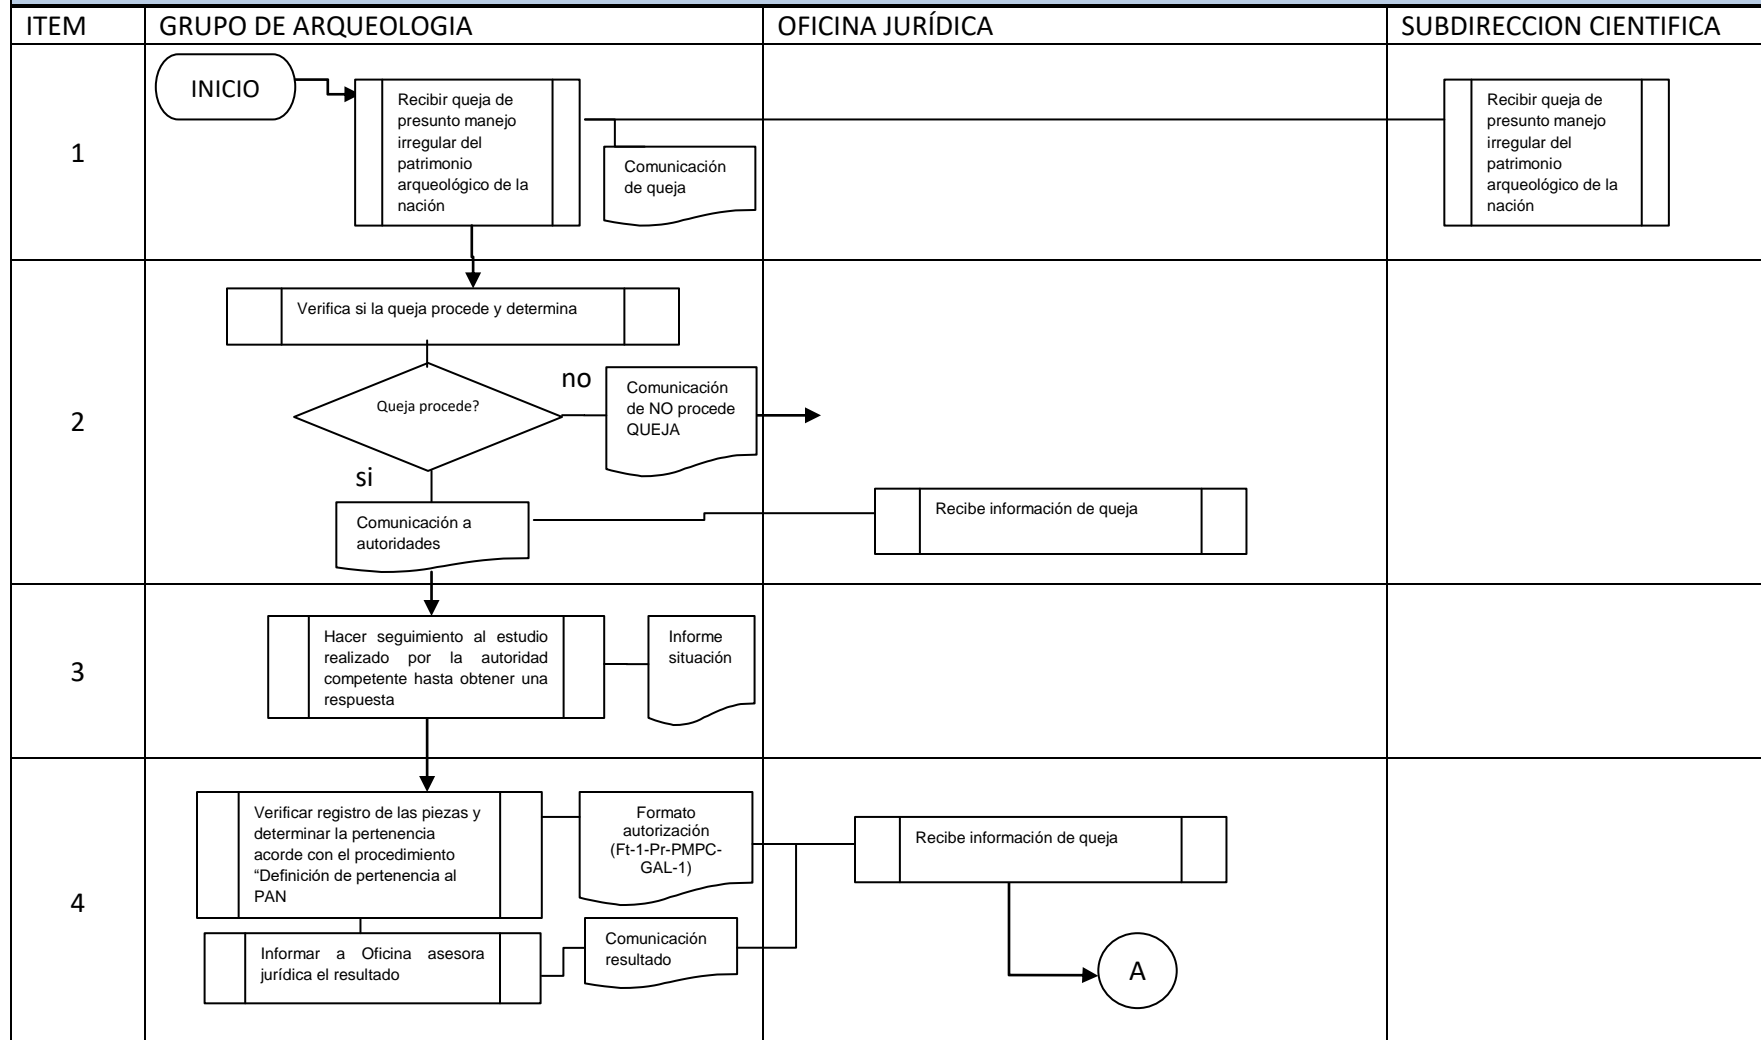 ITEM
GRUPO DE ARQUEOLOGIA
OFICINA JURÍDICA
SUBDIRECCION CIENTIFICA
1
INICIO
Recibir queja de
presunto manejo
irregular del
patrimonio
arqueológico de la
nación
Comunicación
de queja
Recibir queja de
presunto manejo
irregular del
patrimonio
arqueológico de la
nación
2
Verifica si la queja procede y determina
Queja procede?
no
Comunicación
de NO procede
QUEJA
si
Comunicación a
autoridades
Recibe información de queja
3
Hacer seguimiento al estudio
realizado por la autoridad
competente hasta obtener una
respuesta
Informe
situación
4
Verificar registro de las piezas y
determinar la pertenencia
acorde con el procedimiento
“Definición de pertenencia al
PAN
Formato
autorización
(Ft-1-Pr-PMPC-
GAL-1)
Recibe información de queja
Informar a Oficina asesora
jurídica el resultado
Comunicación
resultado
A